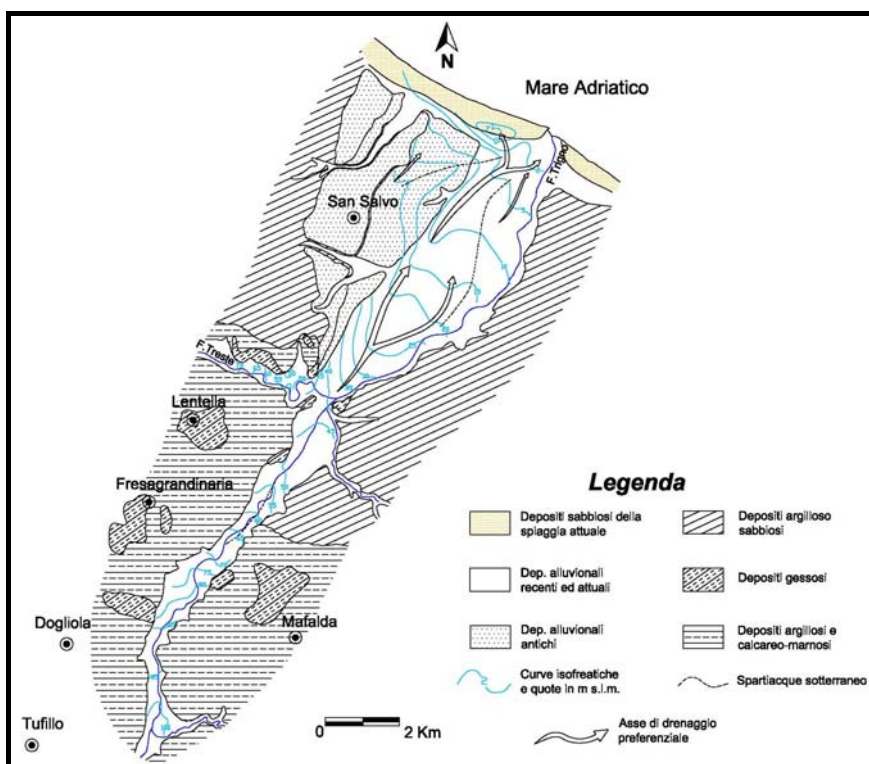 N
Mare Adriatico
F. Trigno
San Salvo
F. Treste
Lentella
Fresagrandinaria
Dogliola
Mafalda
Tufillo
0 2 Km
Legenda
Depositi sabbiosi della
spiaggia attuale
Depositi argilloso
sabbiosi
Dep. alluvionali
recenti ed attuali
Depositi gessosi
Dep. alluvionali
antichi
Depositi argillosi e
calcareo-marnosi
Curve isofreatiche
e quote in m s.l.m.
Spartiacque sotterraneo
Asse di drenaggio
preferenziale